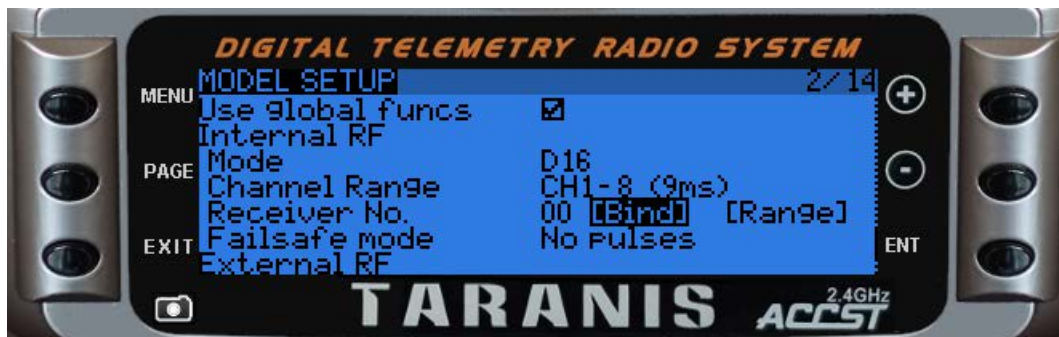 DIGITAL TELEMETRY RADIO SYSTEM
MENU MODEL SETUP 2/14 +
Use global funcs
Internal RF
PAGE Mode D16 -
Channel Range CH1-8 (9ms)
Receiver No. 00 [Bind] [Range]
EXIT Failsafe mode No pulses ENT
External RF
TARANIS ACCST 2.4GHz